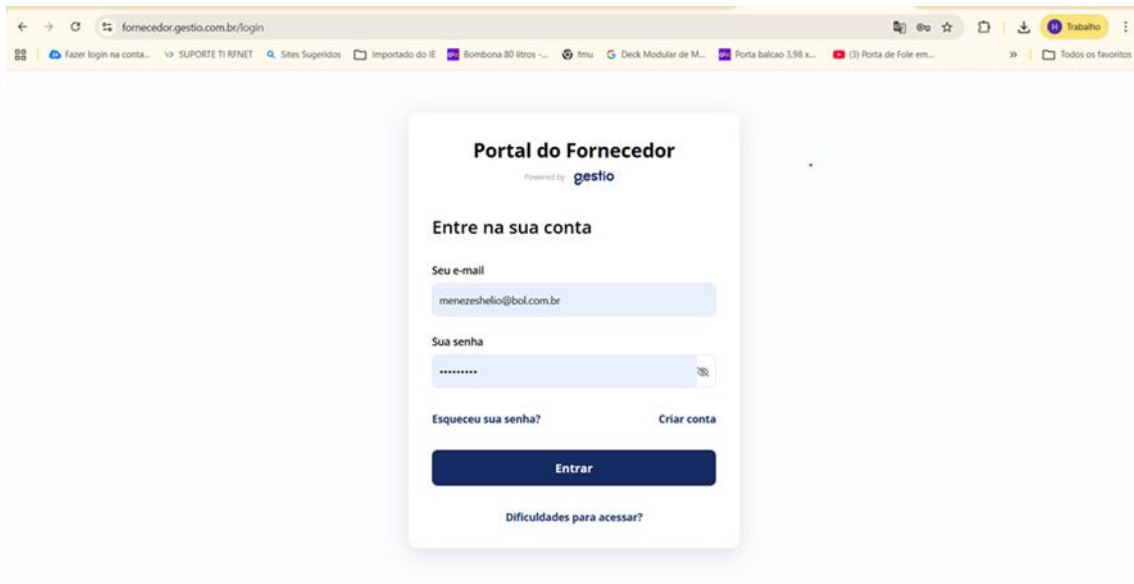 fornecedor.gestio.com.br/login
Trabalho
Fazer login na conta...
SUPORTE TI RFNET
Sites Sugeridos
Importado do IE
Bombona 80 litros -...
fmu
Deck Modular de M...
Porta balcao 3,98 x...
(3) Porta de Fole em...
»
Todos os favoritos
Portal do Fornecedor
Powered by gestio
Entre na sua conta
Seu e-mail
menezeshelio@bol.com.br
Sua senha
•••••••••
Esqueceu sua senha?
Criar conta
Entrar
Dificuldades para acessar?